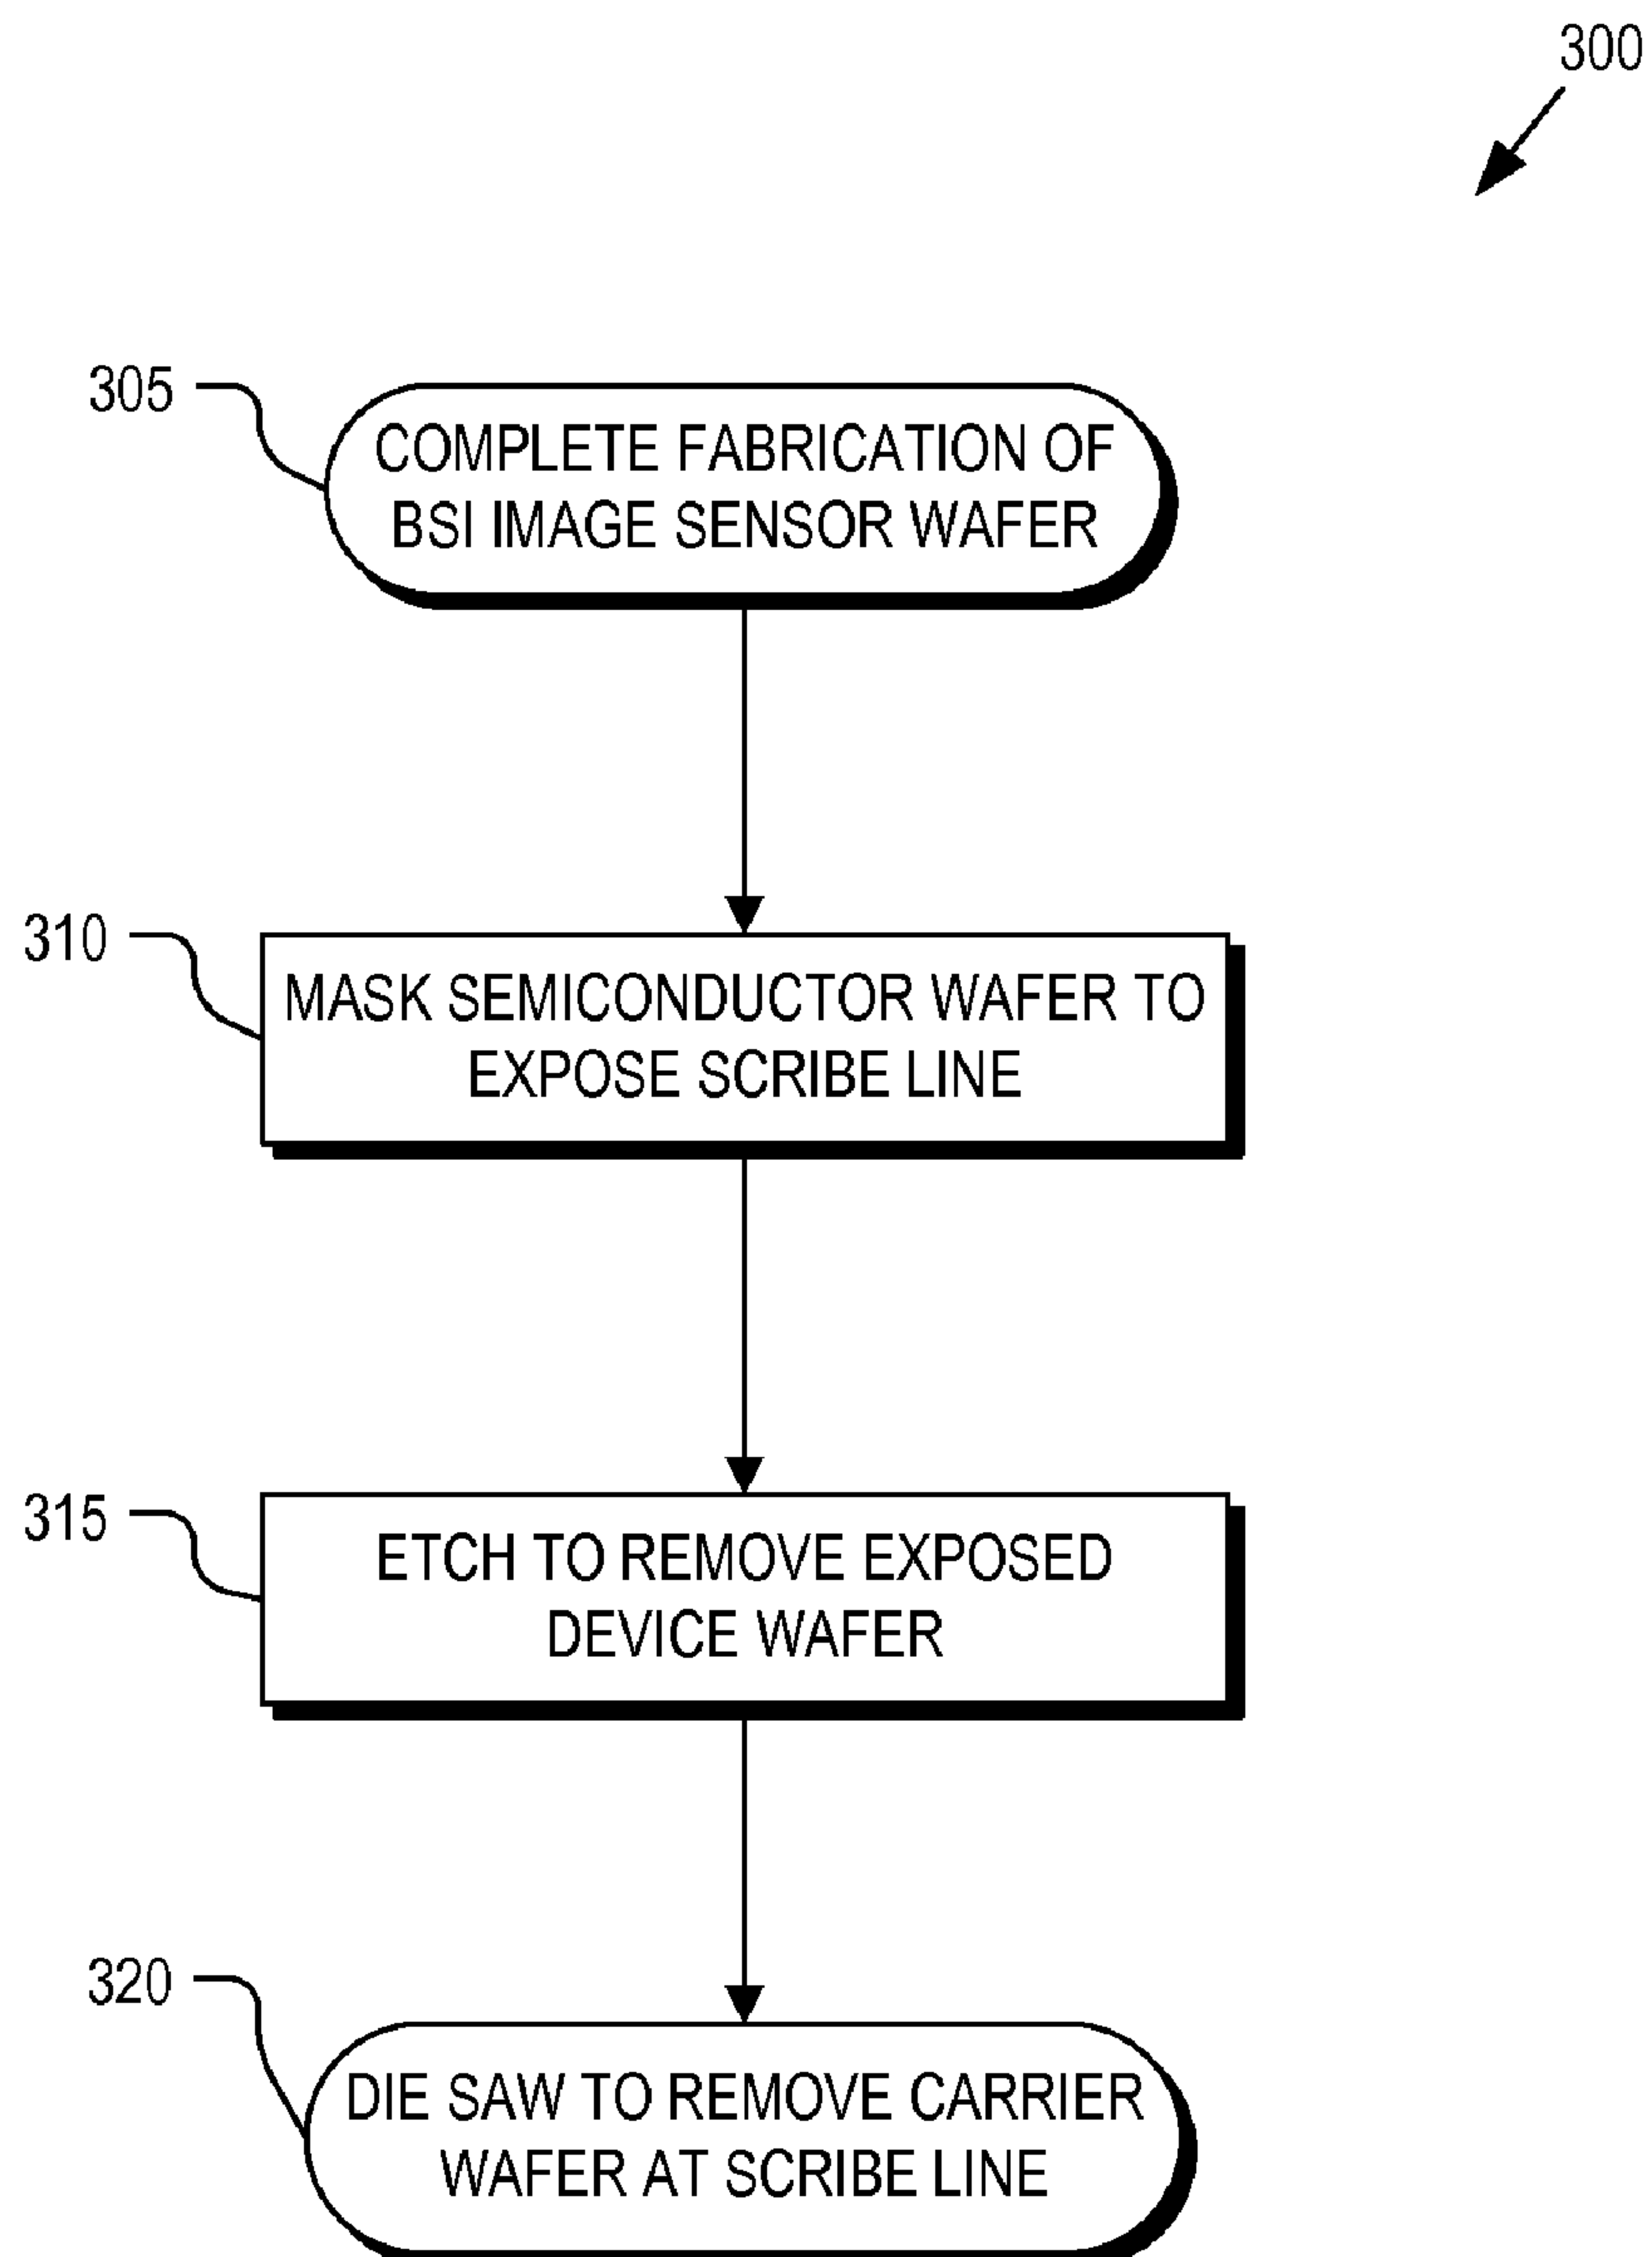 300
305
COMPLETE FABRICATION OF
BSI IMAGE SENSOR WAFER
310
MASK SEMICONDUCTOR WAFER TO
EXPOSE SCRIBE LINE
315
ETCH TO REMOVE EXPOSED
DEVICE WAFER
320
DIE SAW TO REMOVE CARRIER
WAFER AT SCRIBE LINE